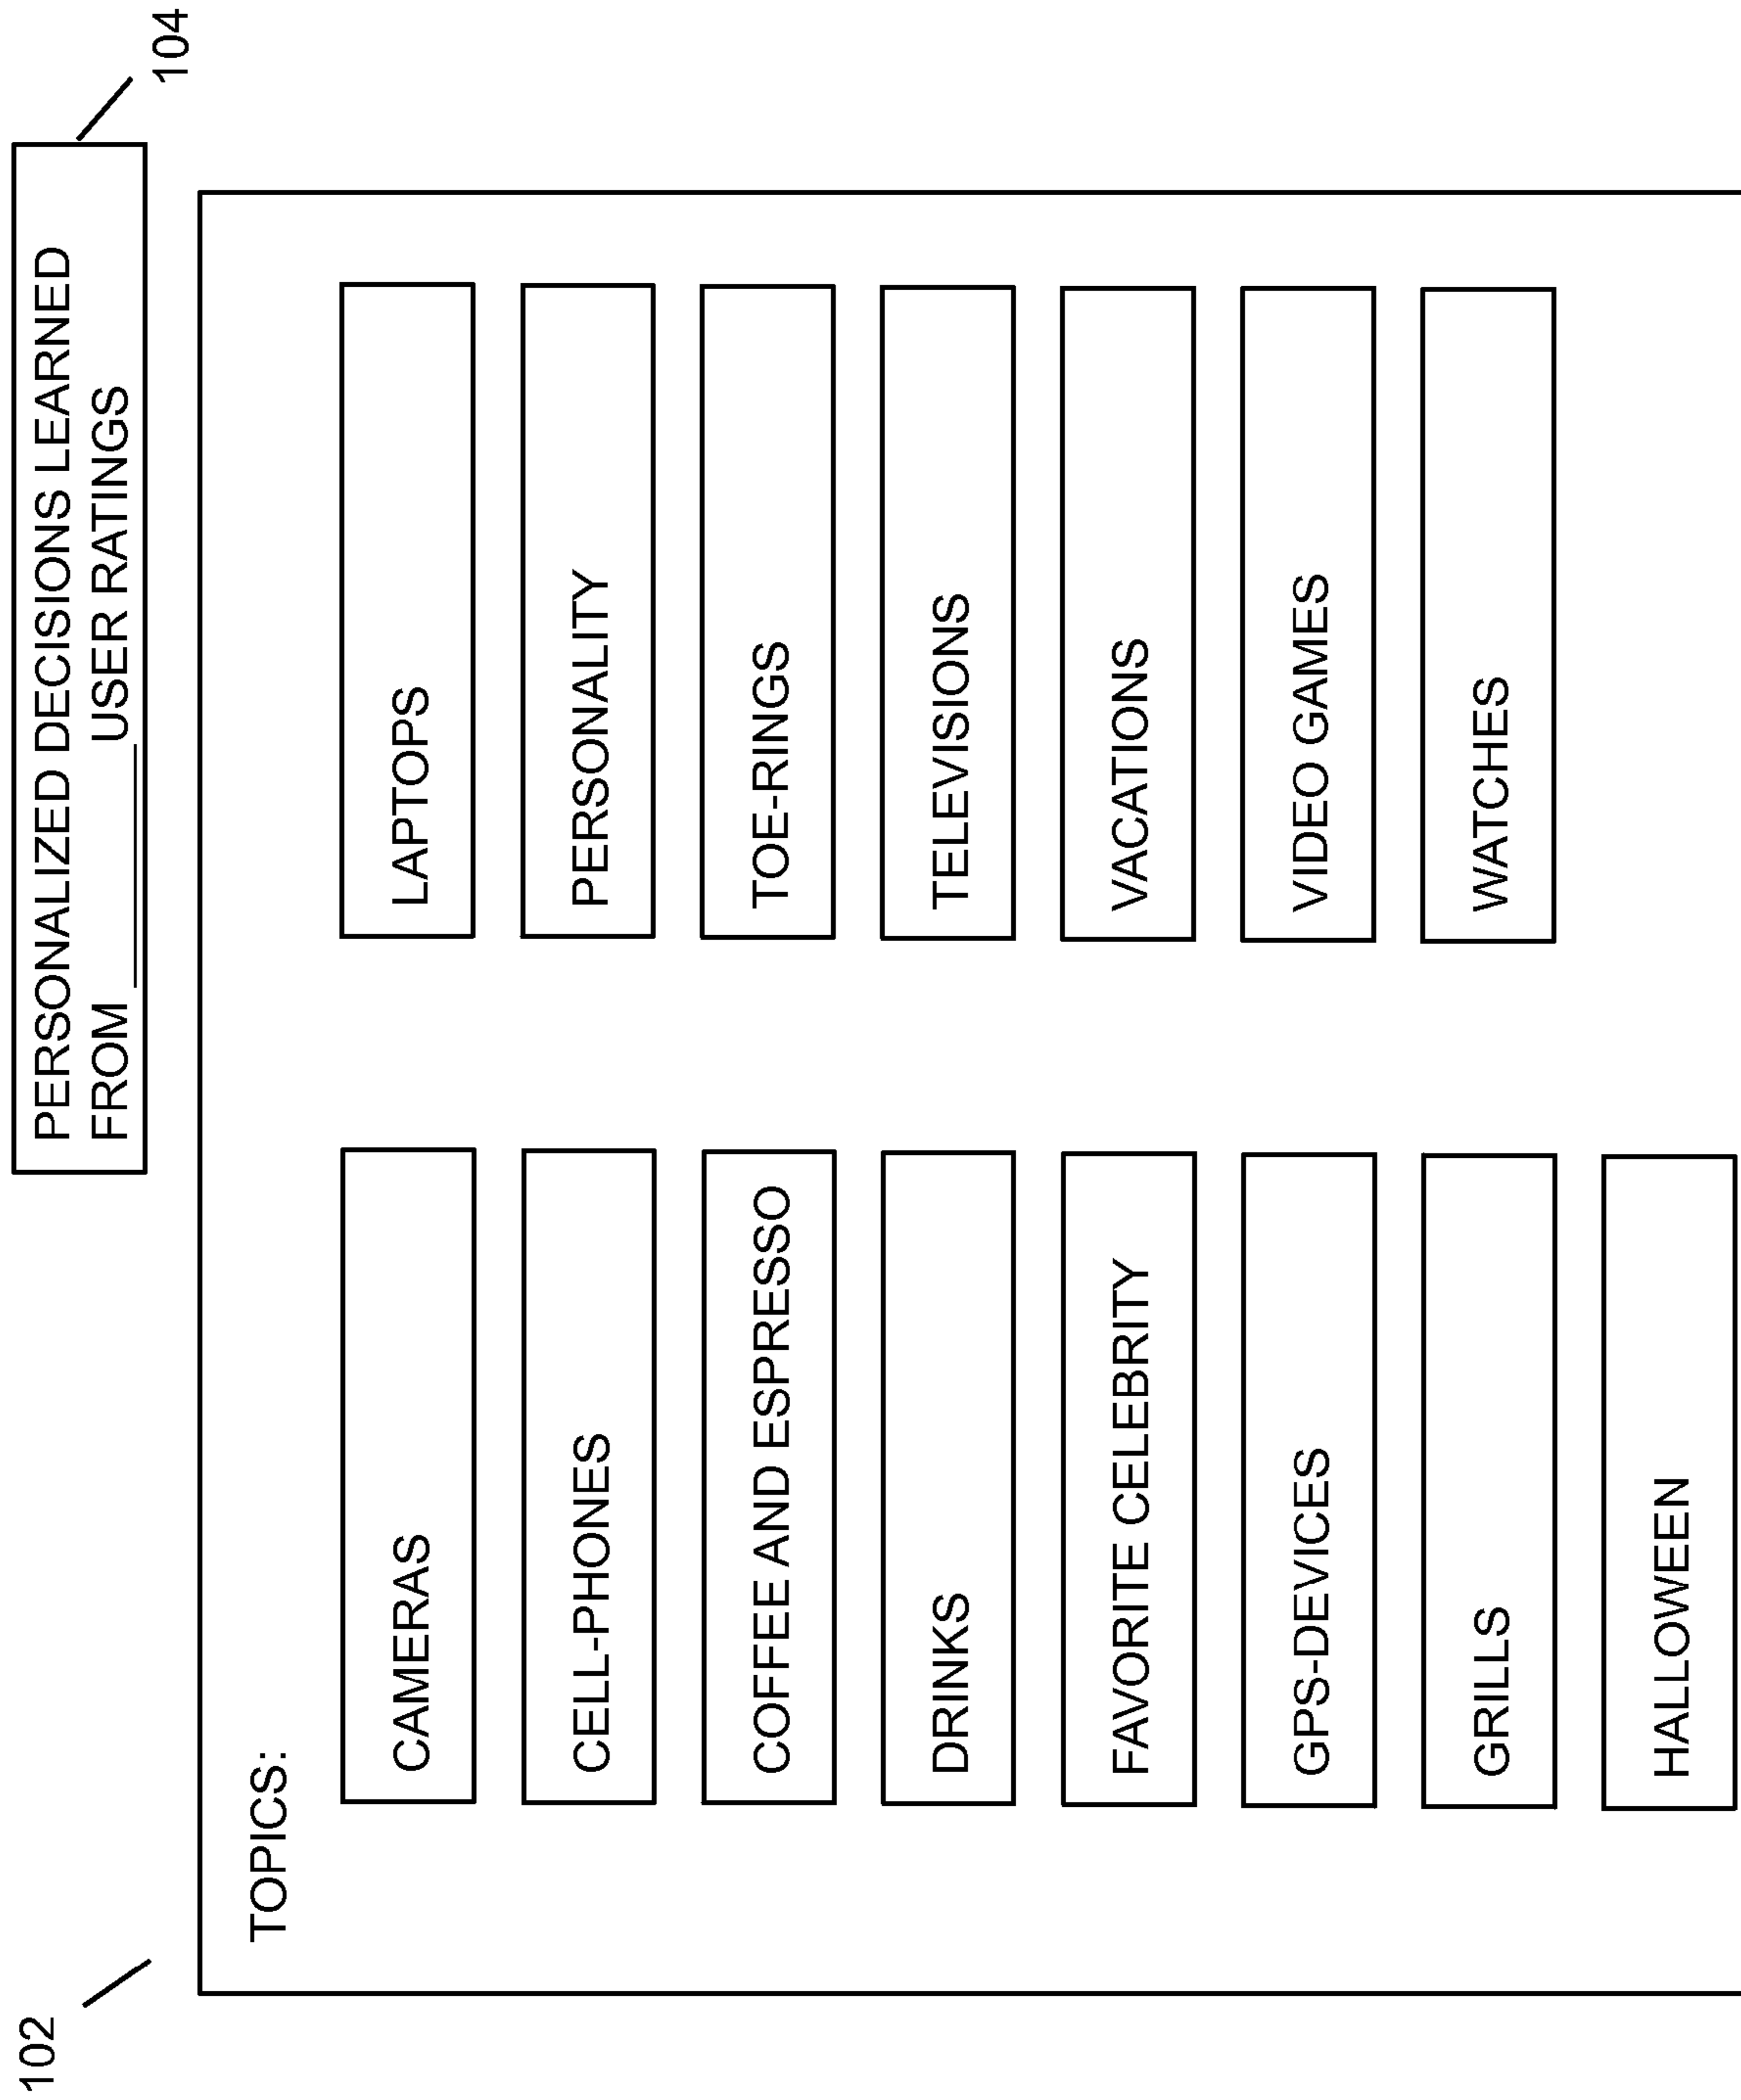 102
PERSONALIZED DECISIONS LEARNED
FROM __________ USER RATINGS
104
TOPICS:
CAMERAS
CELL-PHONES
COFFEE AND ESPRESSO
DRINKS
FAVORITE CELEBRITY
GPS-DEVICES
GRILLS
HALLOWEEN
LAPTOPS
PERSONALITY
TOE-RINGS
TELEVISIONS
VACATIONS
VIDEO GAMES
WATCHES